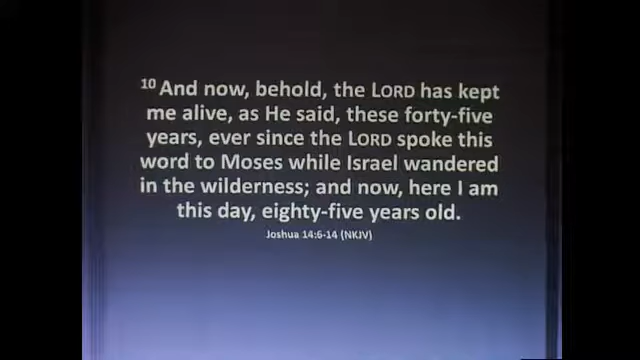 10 And now, behold, the LORD has kept
me alive, as He said, these forty-five
years, ever since the LORD spoke this
word to Moses while Israel wandered
in the wilderness; and now, here I am
this day, eighty-five years old.
Joshua 14:6-14 (NKJV)